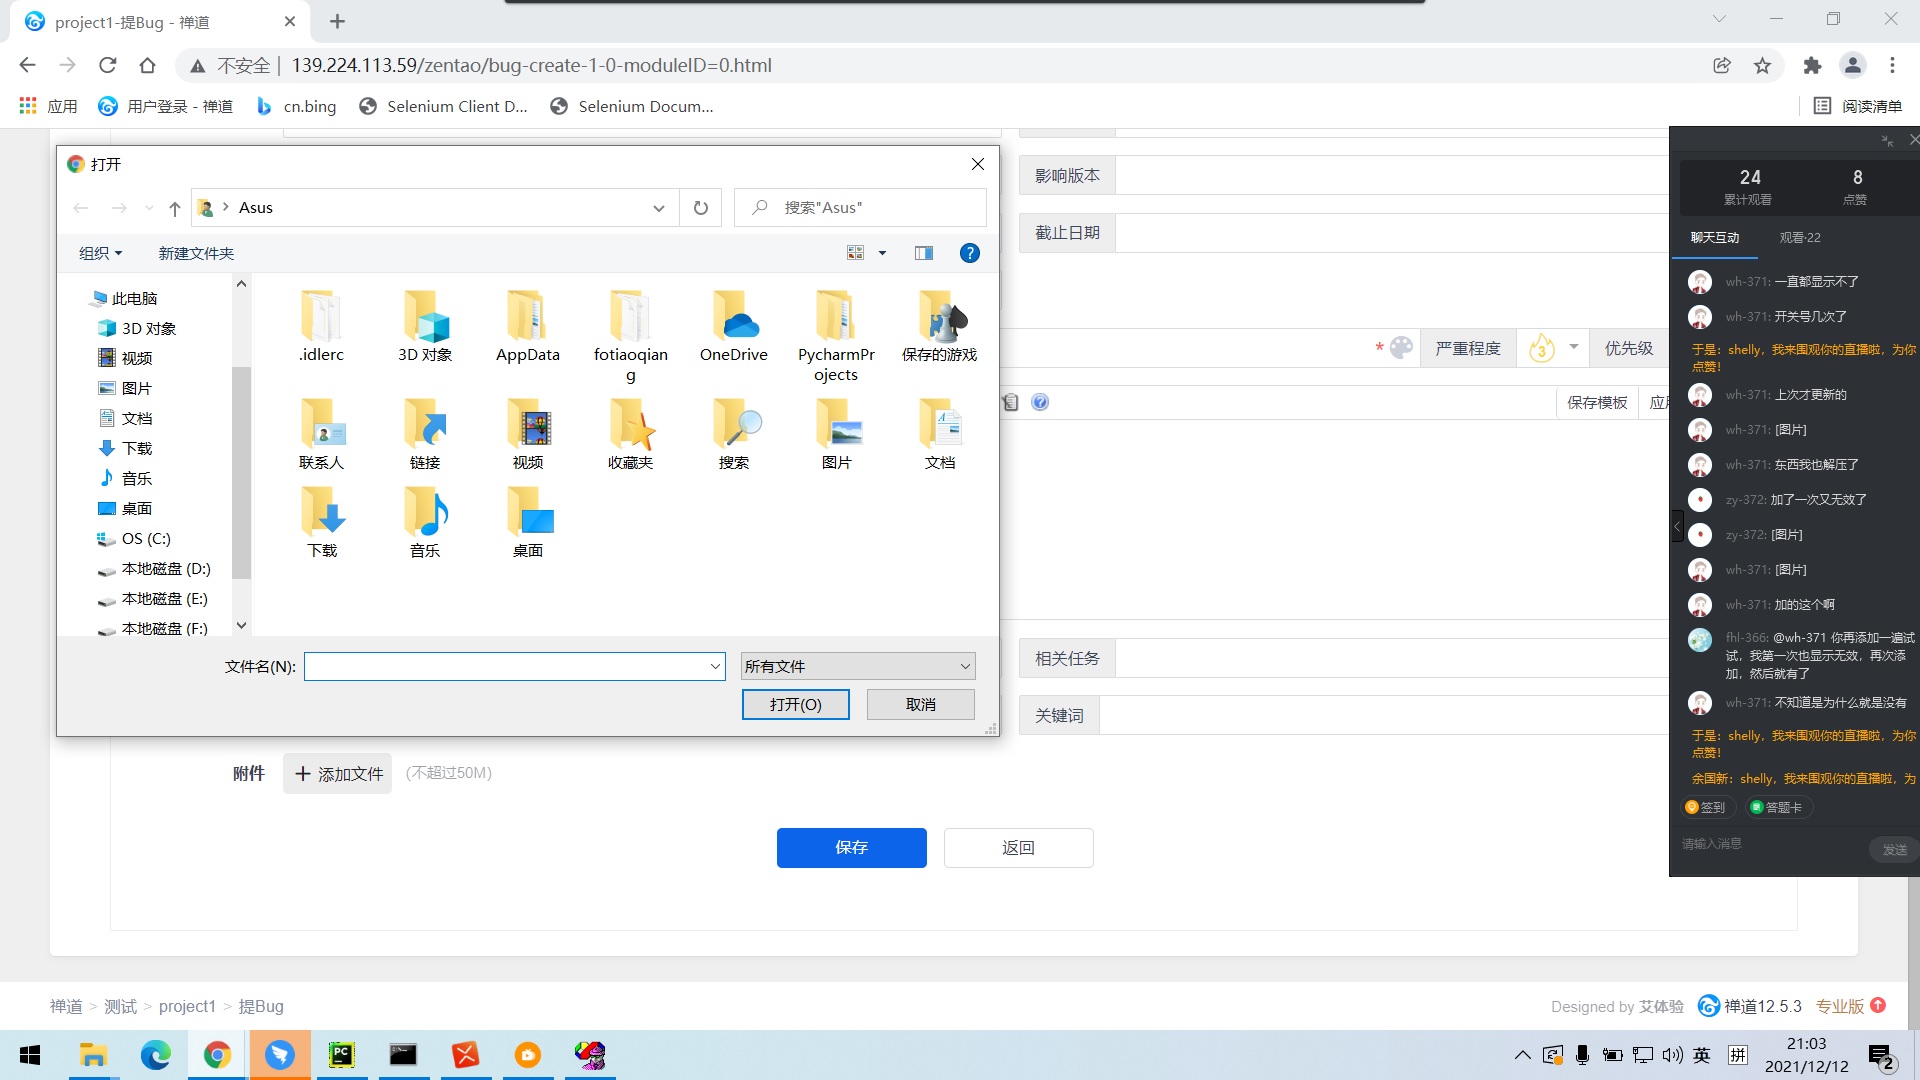 project1-提Bug - 禅道
不安全 | 139.224.113.59/zentao/bug-create-1-0-moduleID=0.html
应用
用户登录 - 禅道
cn.bing
Selenium Client D...
Selenium Docum...
阅读清单
打开
Asus
搜索"Asus"
组织
新建文件夹
此电脑
3D 对象
视频
图片
文档
下载
音乐
桌面
OS (C:)
本地磁盘 (D:)
本地磁盘 (E:)
本地磁盘 (F:)
.idlerc
3D 对象
AppData
fotiaoqian
g
OneDrive
PycharmPr
ojects
保存的游戏
联系人
链接
视频
收藏夹
搜索
图片
文档
下载
音乐
桌面
文件名(N):
所有文件
打开(O)
取消
影响版本
截止日期
* 严重程度
3
优先级
保存模板
相关任务
关键词
附件
添加文件
(不超过50M)
保存
返回
24
累计观看
8
点赞
聊天互动
观看·22
wh-371: 一直都显示不了
wh-371: 开关号几次了
于是：shelly，我来围观你的直播啦，为你
点赞！
wh-371: 上次才更新的
wh-371: [图片]
wh-371: 东西我也解压了
zy-372: 加了一次又无效了
zy-372: [图片]
wh-371: [图片]
wh-371: 加的这个啊
fhl-366: @wh-371 你再添加一遍试
试，我第一次也显示无效，再次添
加，然后就有了
wh-371: 不知道是为什么就是没有
于是：shelly，我来围观你的直播啦，为你
点赞！
余国新：shelly，我来围观你的直播啦，为
签到
答题卡
请输入消息
发送
禅道 > 测试 > project1 > 提Bug
Designed by 艾体验
禅道12.5.3
专业版
PC
英
拼
21:03
2021/12/12
2